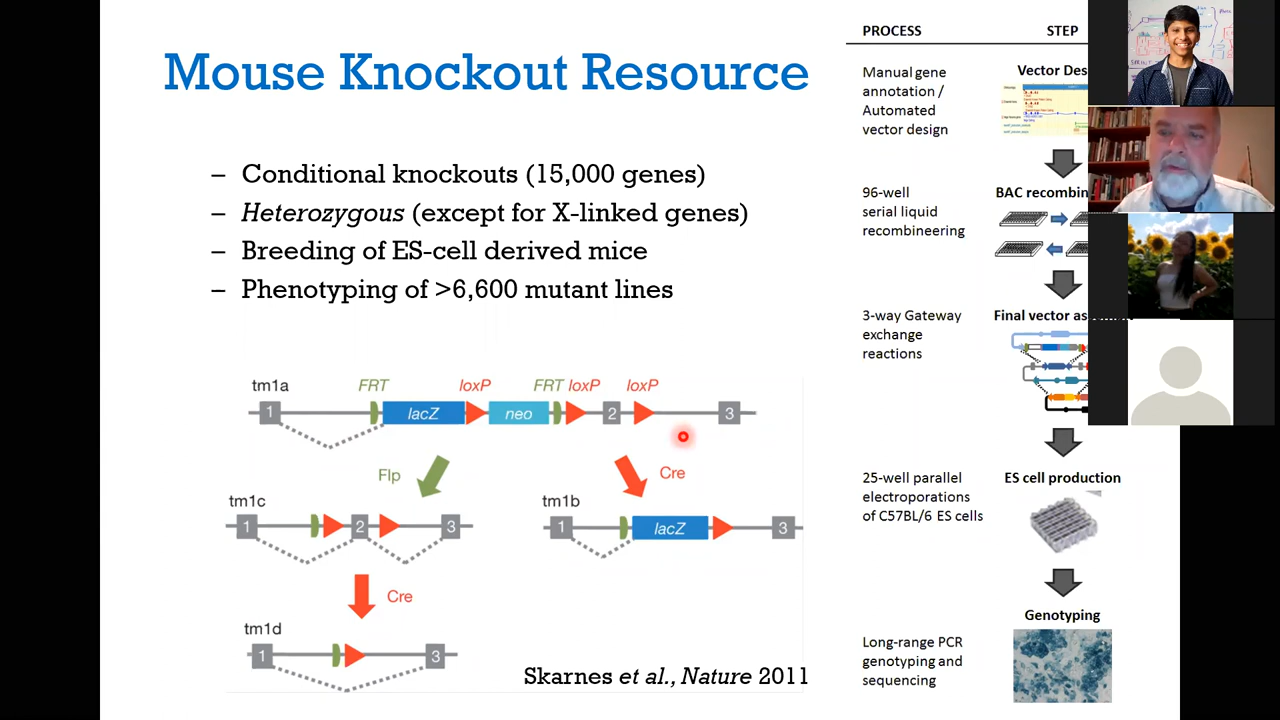 Mouse Knockout Resource
– Conditional knockouts (15,000 genes)
– Heterozygous (except for X-linked genes)
– Breeding of ES-cell derived mice
– Phenotyping of >6,600 mutant lines
tm1a FRT loxP FRT loxP loxP
1 lacZ neo 2 3
Flp Cre
tm1c tm1b
1 2 3 1 lacZ 3
Cre
tm1d
1 3
Skarnes et al., Nature 2011
PROCESS STEP
Manual gene
annotation /
Automated
vector design
Vector Des
96-well
serial liquid
recombineering
BAC recombin
3-way Gateway
exchange
reactions
Final vector as
25-well parallel
electroporations
of C57BL/6 ES cells
ES cell production
Genotyping
Long-range PCR
genotyping and
sequencing